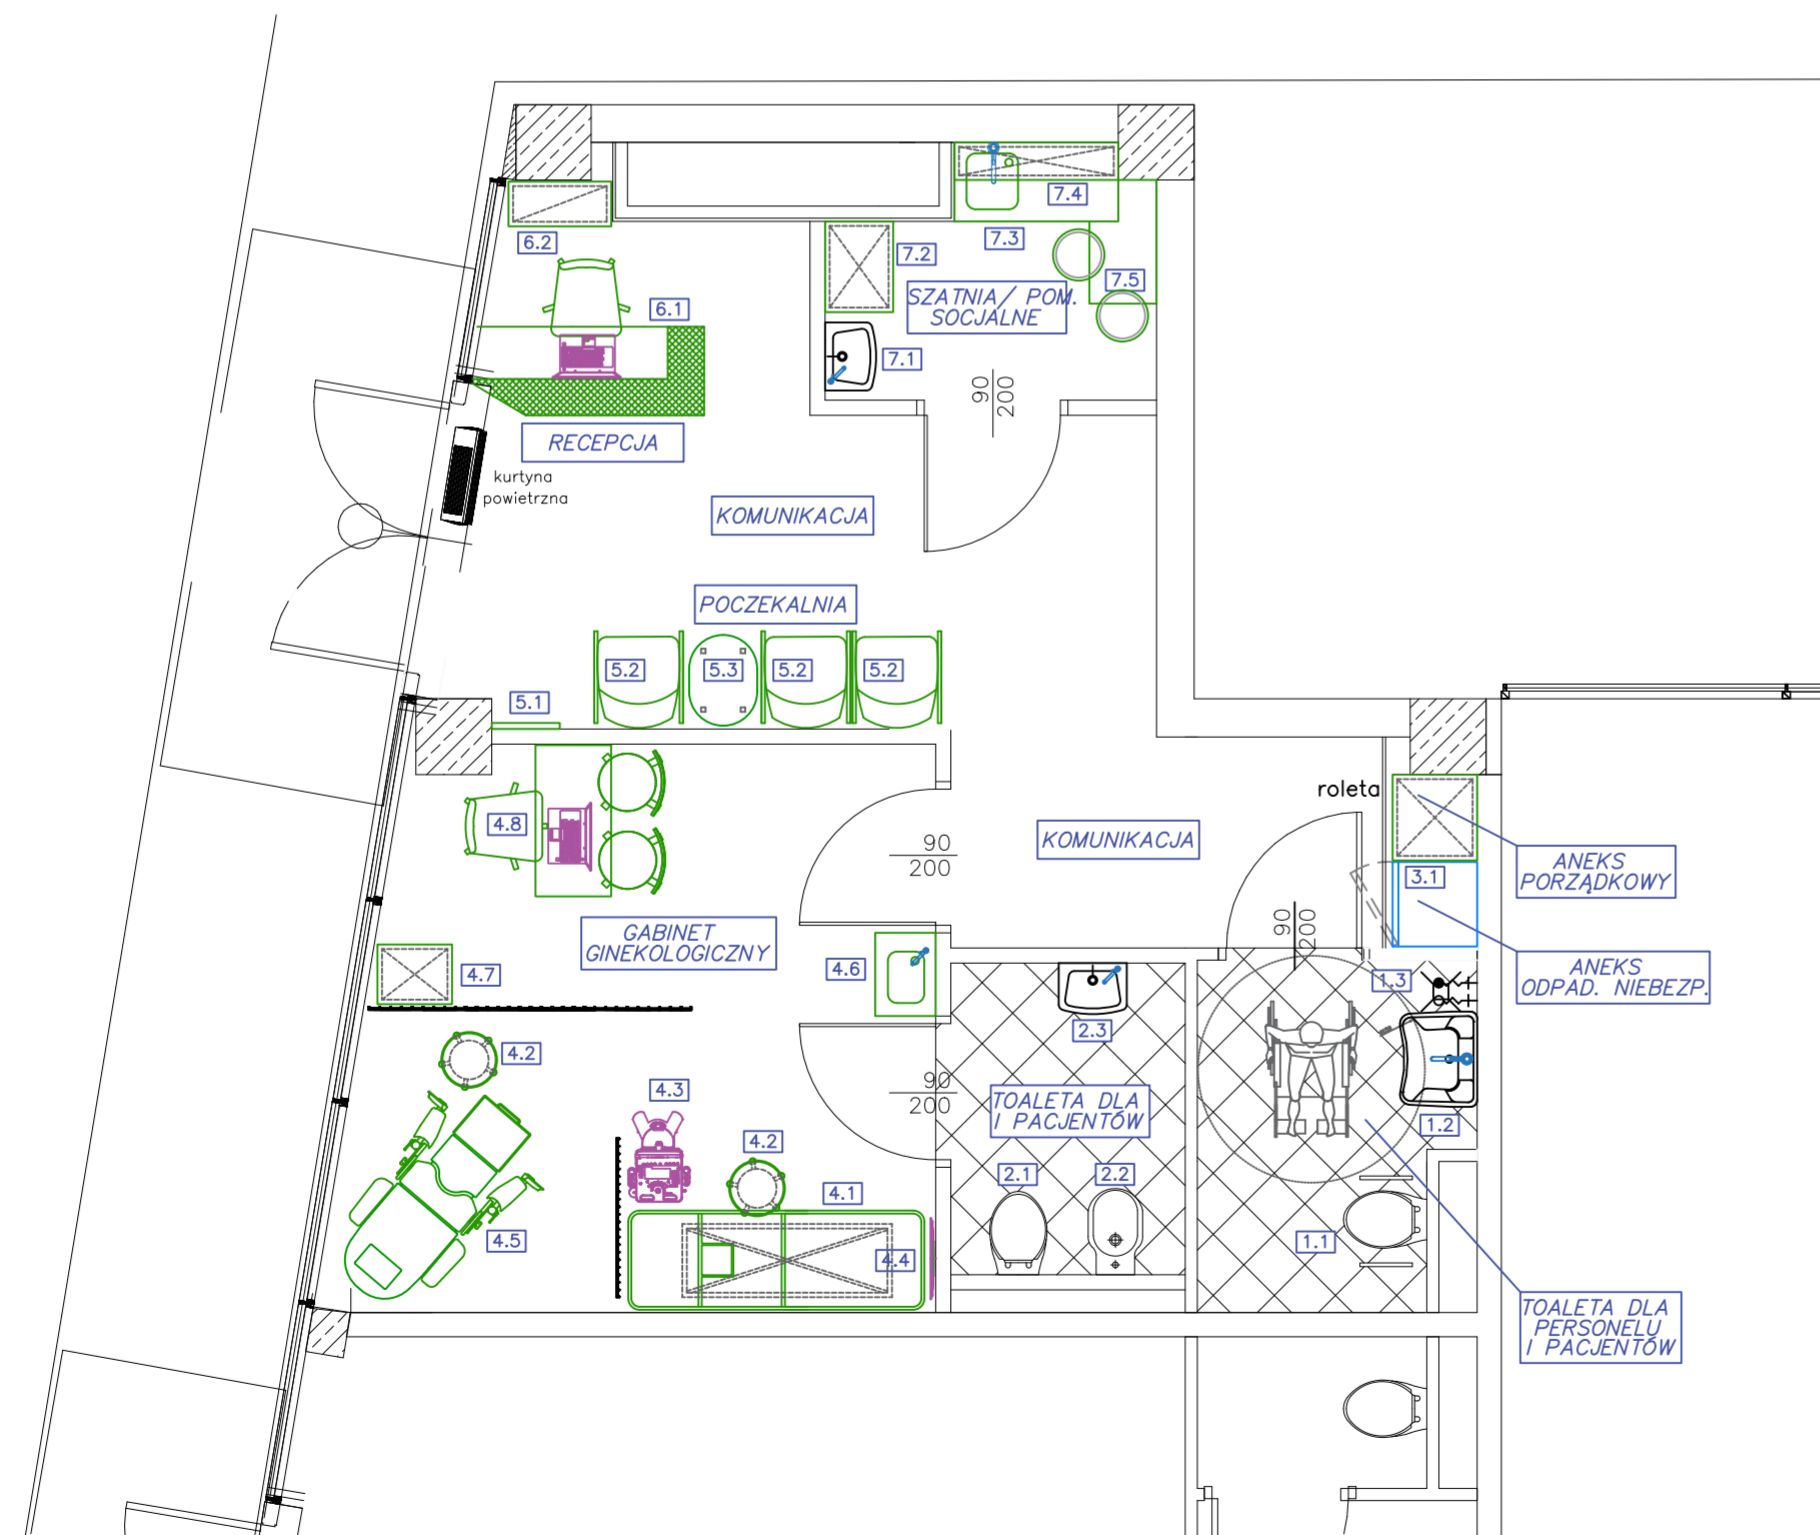 7.4
6.2
7.3
7.2
7.5
SZATNIA/ POM.
SOCJALNE
6.1
7.1
90
200
RECEPCJA
kurtyna
powietrzna
KOMUNIKACJA
POCZEKALNIA
5.2
5.3
5.2
5.2
5.1
roleta
4.8
KOMUNIKACJA
90
200
ANEKS
PORZĄDKOWY
3.1
GABINET
GINEKOLOGICZNY
90
200
4.7
4.6
1.3
ANEKS
ODPAD. NIEBEZP.
2.3
4.2
4.3
90
200
TOALETA DLA
I PACJENTÓW
1.2
4.2
2.1
2.2
4.1
4.5
4.4
1.1
TOALETA DLA
PERSONELU
I PACJENTÓW